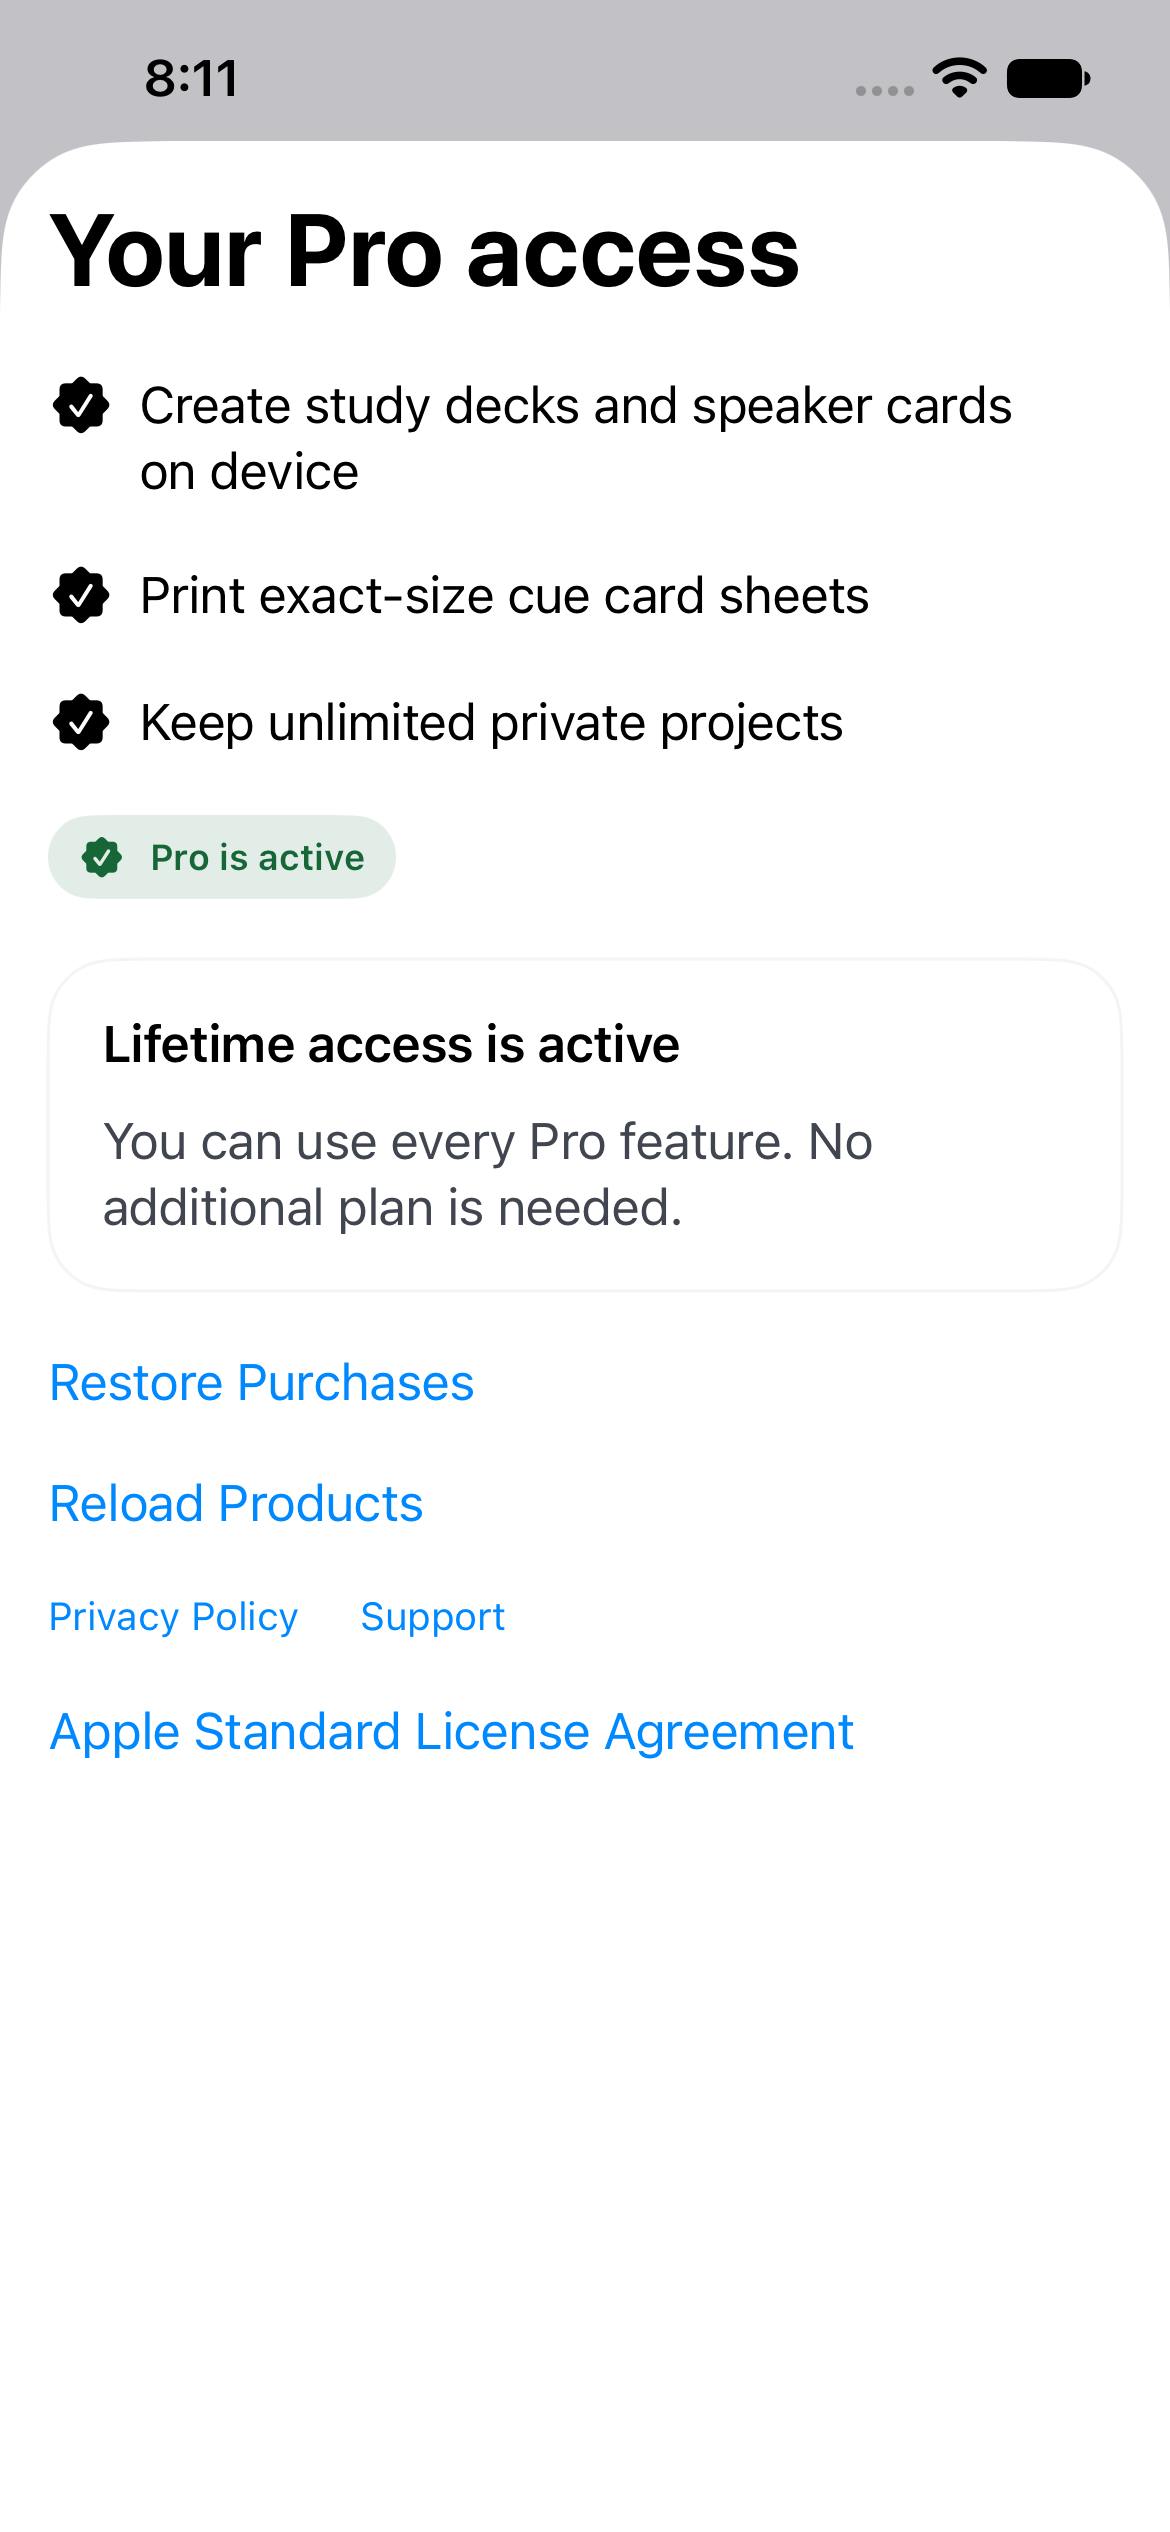 8:11
Your Pro access
Create study decks and speaker cards
on device
Print exact-size cue card sheets
Keep unlimited private projects
Pro is active
Lifetime access is active
You can use every Pro feature. No
additional plan is needed.
Restore Purchases
Reload Products
Privacy Policy Support
Apple Standard License Agreement